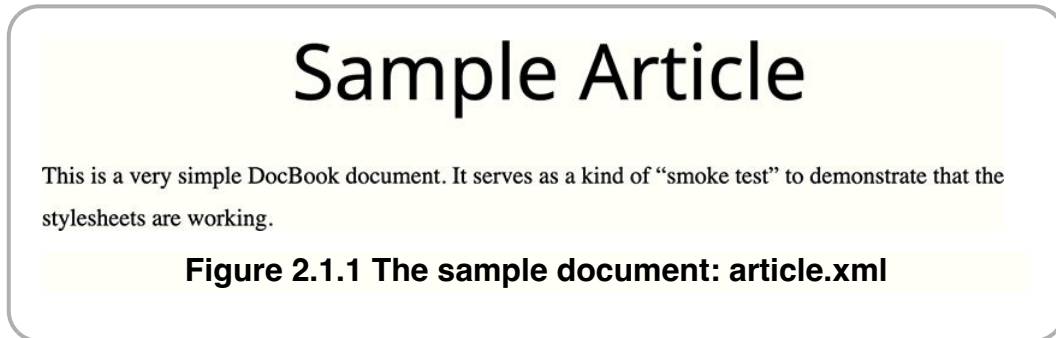 Sample Article
This is a very simple DocBook document. It serves as a kind of “smoke test” to demonstrate that the
stylesheets are working.
Figure 2.1.1 The sample document: article.xml